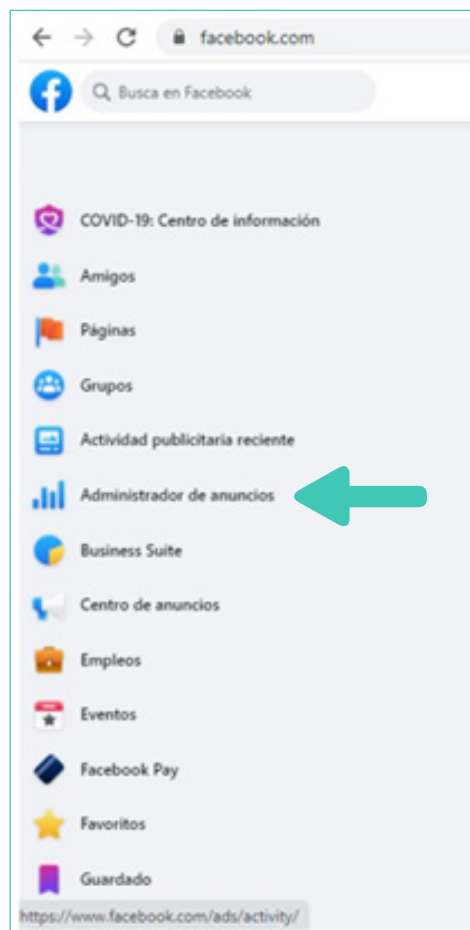 facebook.com
Busca en Facebook
COVID-19: Centro de información
Amigos
Páginas
Grupos
Actividad publicitaria reciente
Administrador de anuncios
Business Suite
Centro de anuncios
Empleos
Eventos
Facebook Pay
Favoritos
Guardado
https://www.facebook.com/ads/activity/